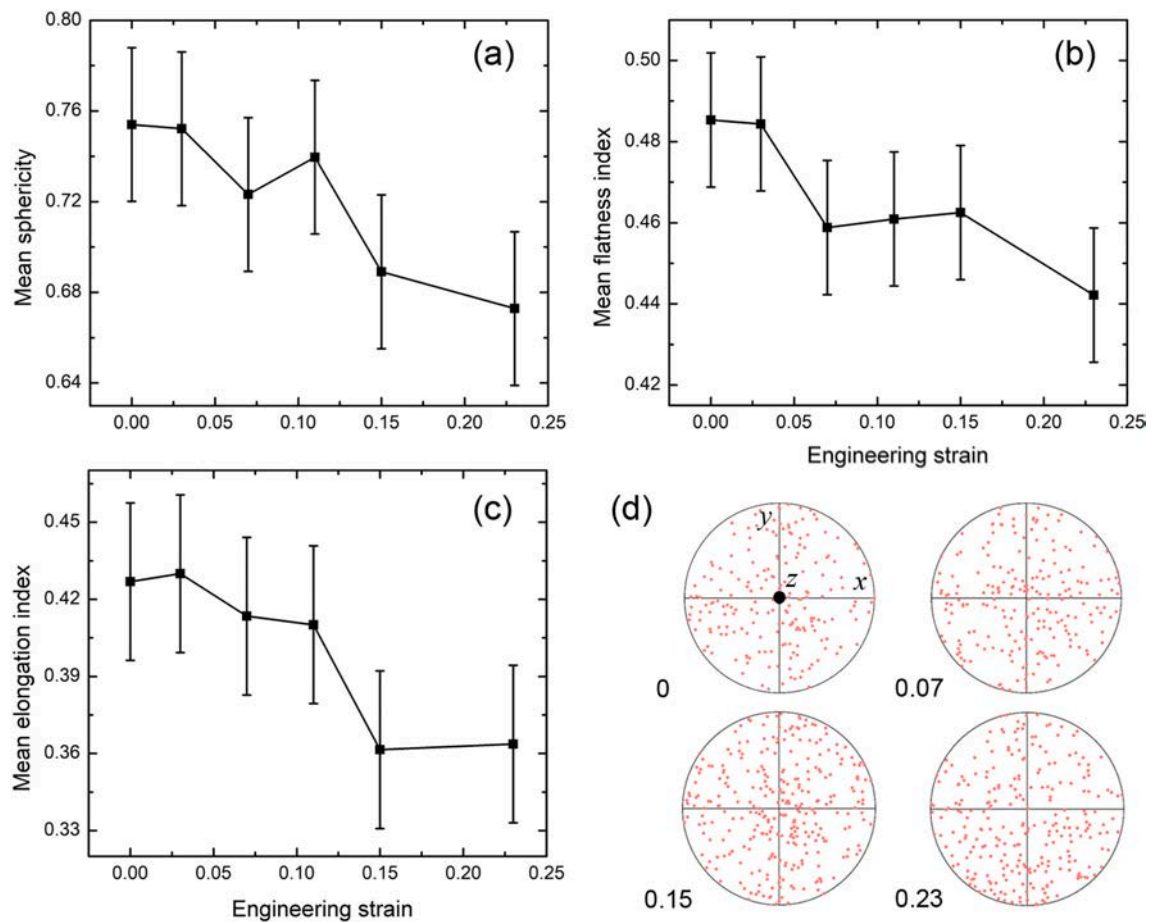 (a)
Mean sphericity
0.80
0.76
0.72
0.68
0.64
0.00 0.05 0.10 0.15 0.20 0.25
(b)
Mean flatness index
0.50
0.48
0.46
0.44
0.42
0.00 0.05 0.10 0.15 0.20 0.25
Engineering strain
(c)
Mean elongation index
0.45
0.42
0.39
0.36
0.33
0.00 0.05 0.10 0.15 0.20 0.25
Engineering strain
(d)
y
z
x
0
0.07
0.15
0.23